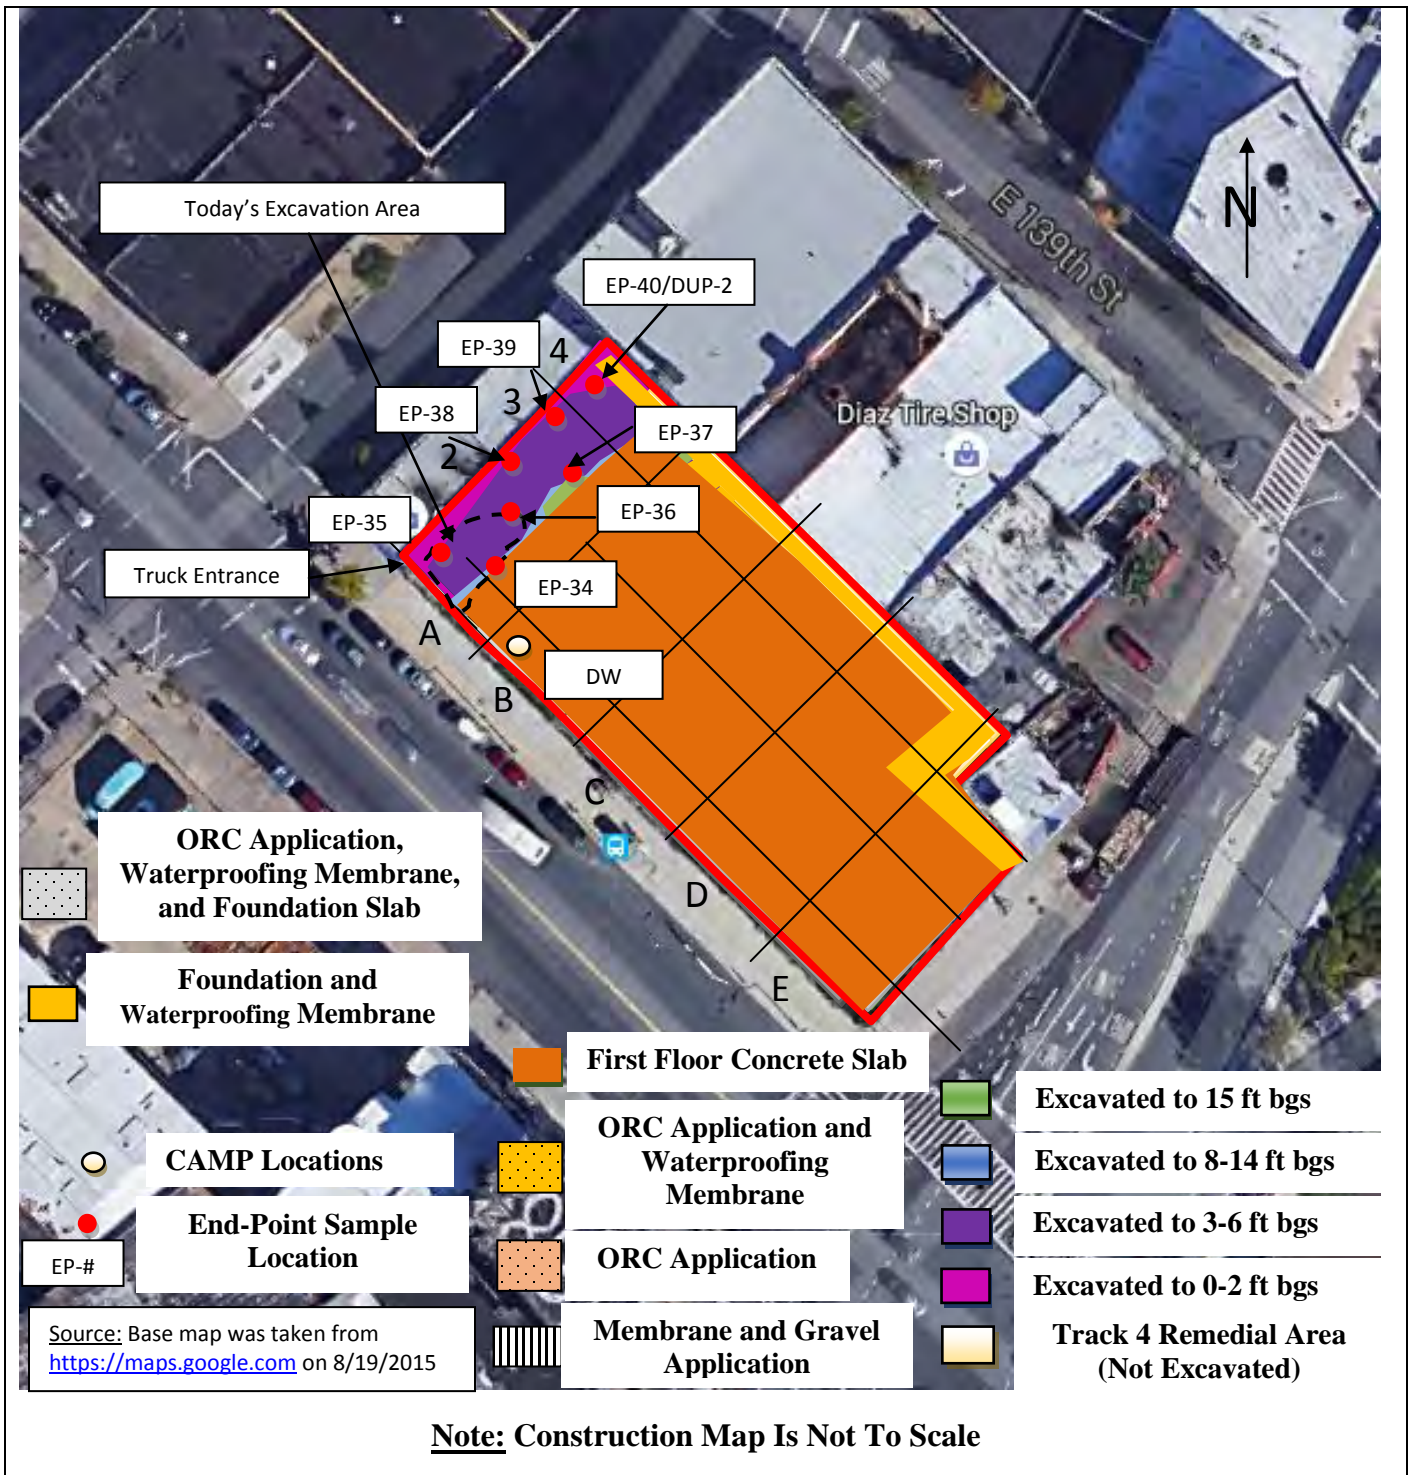 Today's Excavation Area
N
E 139th St
EP-40/DUP-2
EP-39
4
EP-38
3
EP-37
Diaz Tire Shop
2
EP-35
EP-36
Truck Entrance
EP-34
A
DW
B
C
D
E
ORC Application,
Waterproofing Membrane,
and Foundation Slab
Foundation and
Waterproofing Membrane
First Floor Concrete Slab
CAMP Locations
ORC Application and
Waterproofing
Membrane
End-Point Sample
Location
EP-#
ORC Application
Membrane and Gravel
Application
Excavated to 15 ft bgs
Excavated to 8-14 ft bgs
Excavated to 3-6 ft bgs
Excavated to 0-2 ft bgs
Track 4 Remedial Area
(Not Excavated)
Source: Base map was taken from
https://maps.google.com on 8/19/2015
Note: Construction Map Is Not To Scale